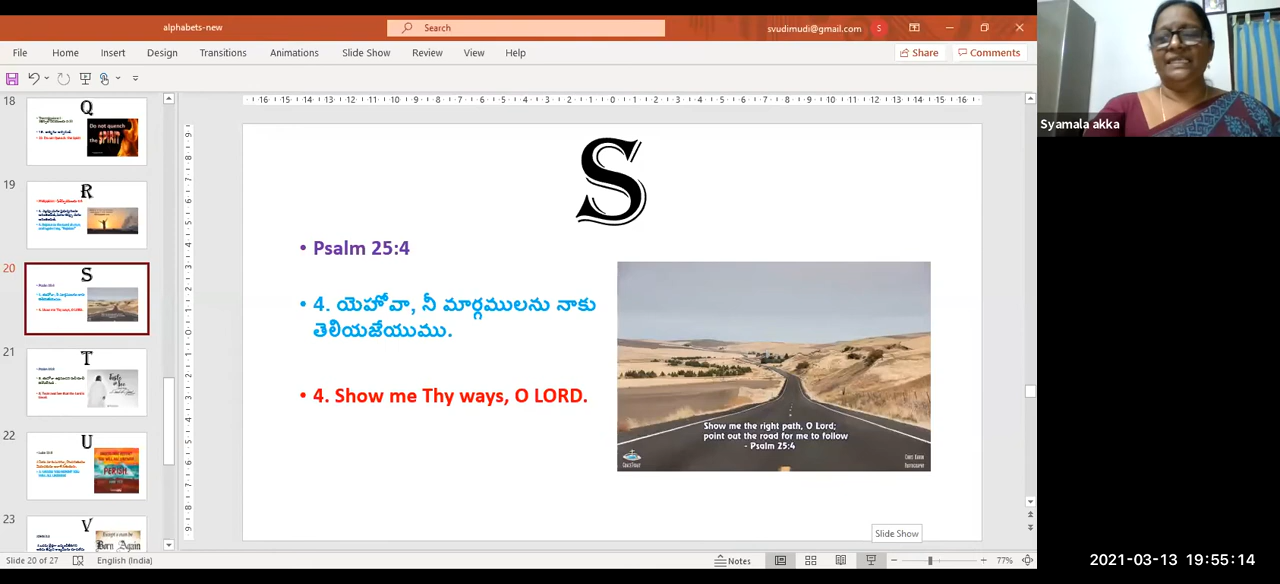 alphabets-new
Search
svudimudi@gmail.com
S
File Home Insert Design Transitions Animations Slide Show Review View Help
Share
Comments
Syamala akka
18
Q
Do not quench
the SPIRIT
19
R
20
S
21
T
22
U
PERISH
23
V
Born Again
S
• Psalm 25:4
• 4. యెహోవా, నీ మార్గములను నాకు
తెలియజేయుము.
• 4. Show me Thy ways, O LORD.
Show me the right path, O Lord;
point out the road for me to follow
- Psalm 25:4
Slide Show
Slide 20 of 27
English (India)
Notes
77%
2021-03-13 19:55:14